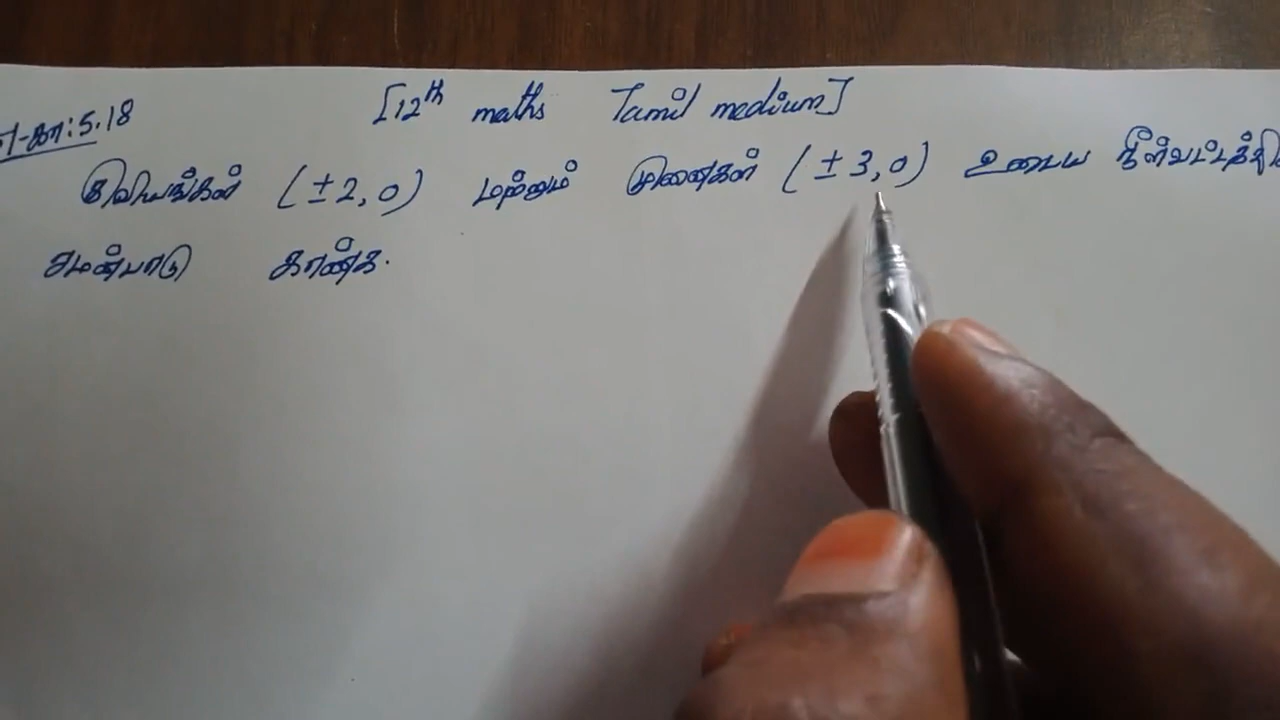 [12th maths Tamil medium]
எ-கா: 5.18
குவியங்கள் (±2, 0) மற்றும் முனைகள் (±3, 0) உடைய நீள்வட்டத்தி
சமன்பாடு காண்க.